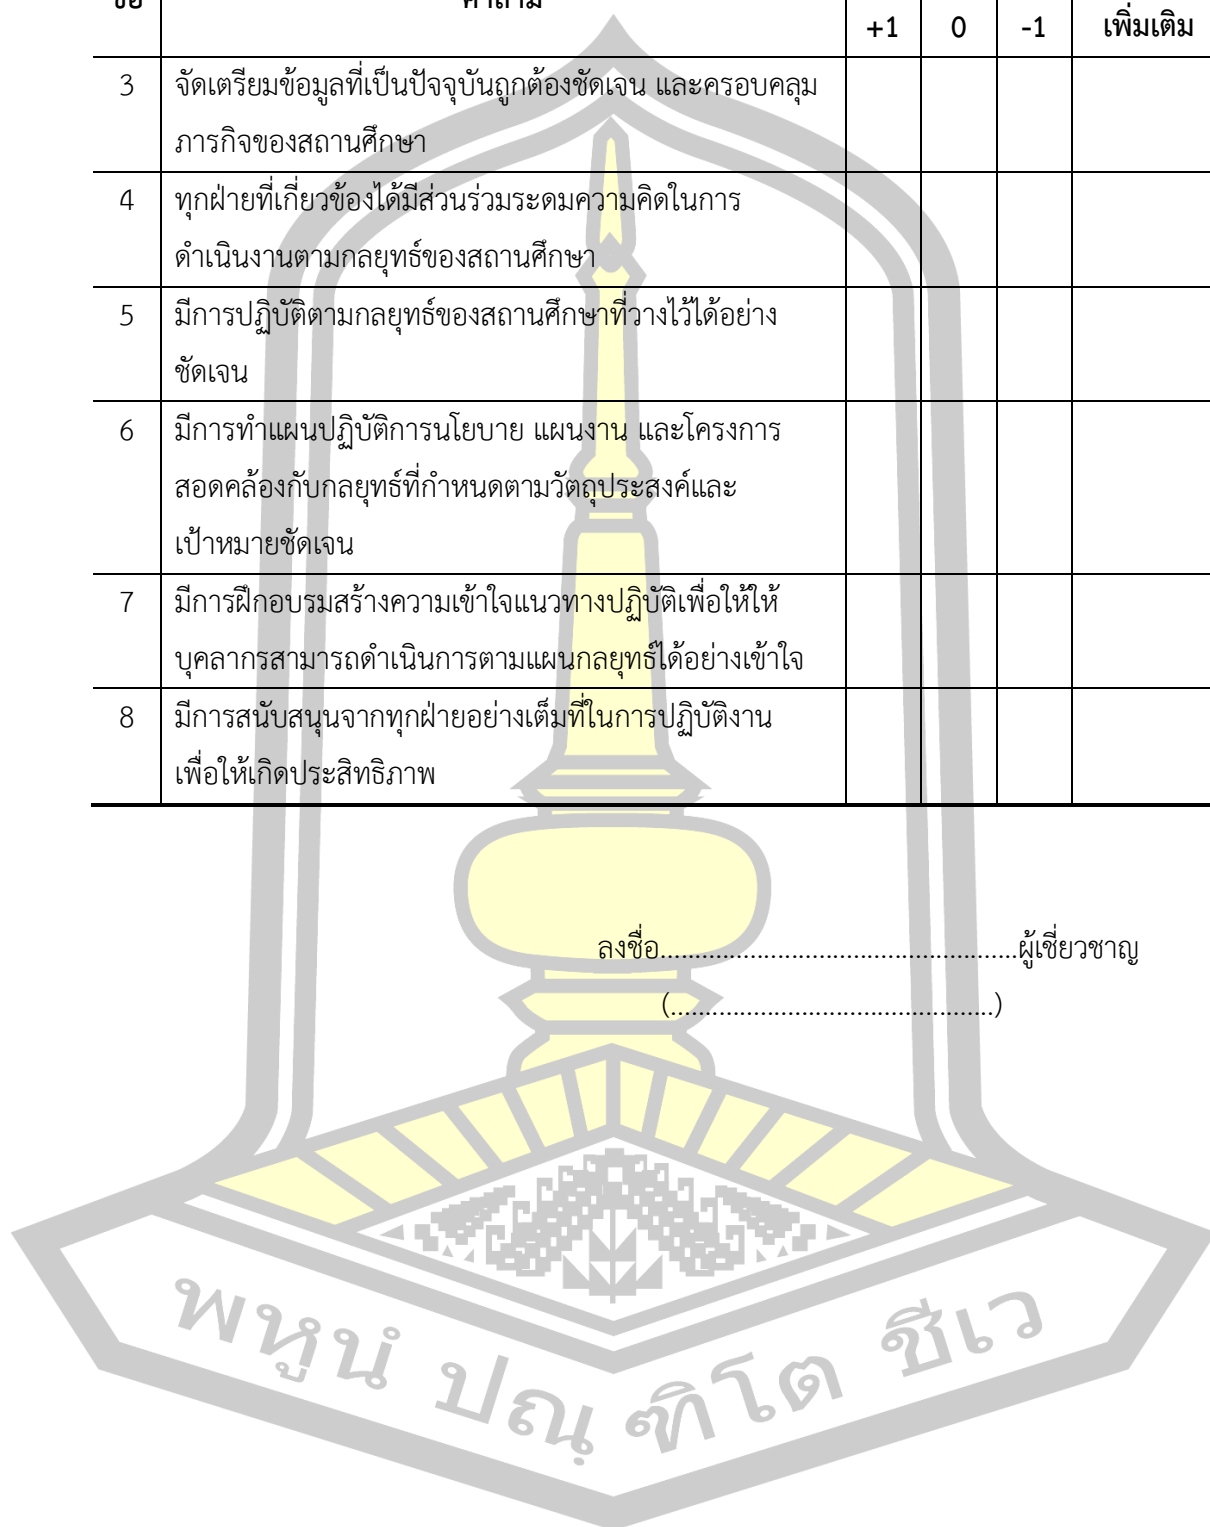 ข้อ คำถาม
+1 0 -1 เพิ่มเติม
3 จัดเตรียมข้อมูลที่เป็นปัจจุบันถูกต้องชัดเจน และครอบคลุม
ภารกิจของสถานศึกษา
4 ทุกฝ่ายที่เกี่ยวข้องได้มีส่วนร่วมระดมความคิดในการ
ดำเนินงานตามกลยุทธ์ของสถานศึกษา
5 มีการปฏิบัติตามกลยุทธ์ของสถานศึกษาที่วางไว้ได้อย่าง
ชัดเจน
6 มีการทำแผนปฏิบัติการนโยบาย แผนงาน และโครงการ
สอดคล้องกับกลยุทธ์ที่กำหนดตามวัตถุประสงค์และ
เป้าหมายชัดเจน
7 มีการฝึกอบรมสร้างความเข้าใจแนวทางปฏิบัติเพื่อให้ให้
บุคลากรสามารถดำเนินการตามแผนกลยุทธ์ได้อย่างเข้าใจ
8 มีการสนับสนุนจากทุกฝ่ายอย่างเต็มที่ในการปฏิบัติงาน
เพื่อให้เกิดประสิทธิภาพ
ลงชื่อ....................................................ผู้เชี่ยวชาญ
(...............................................)
พหูนํ ปณฺฑิโต ชีเว